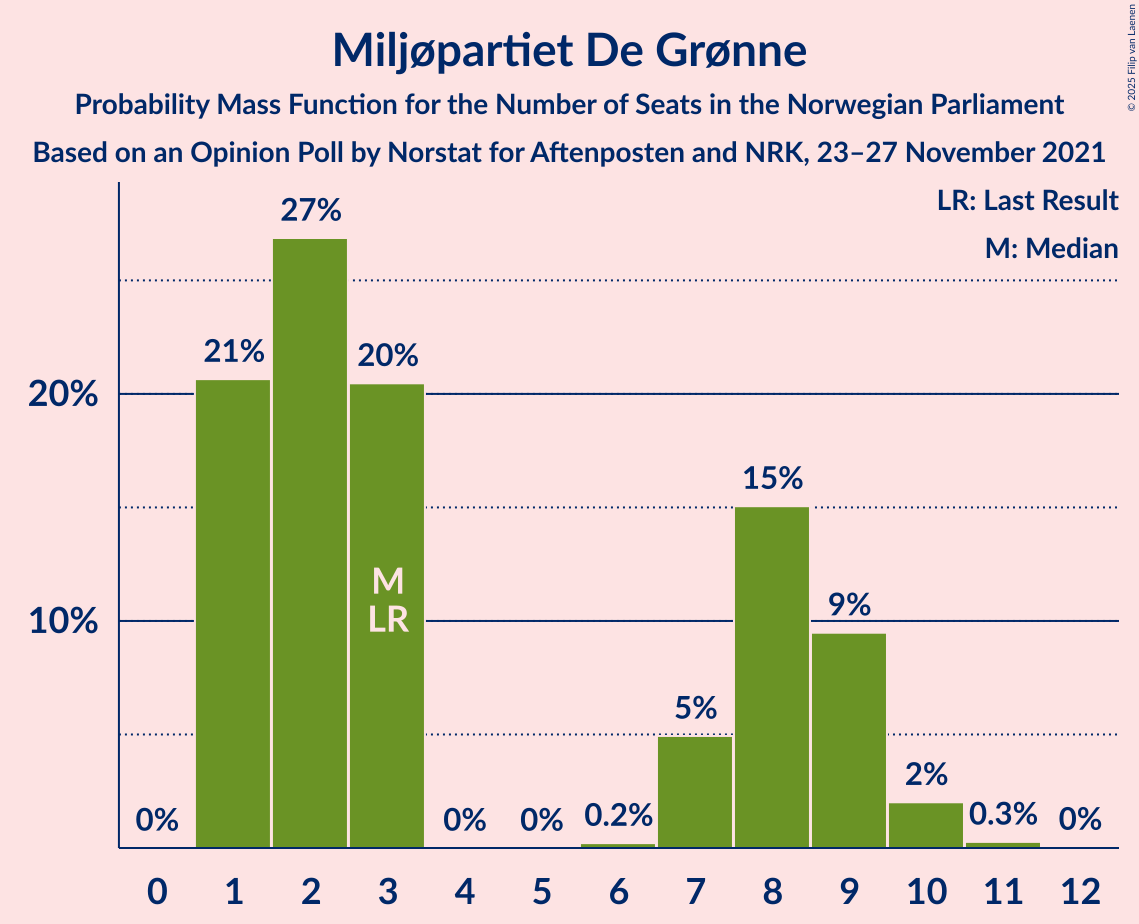 Miljøpartiet De Grønne
Probability Mass Function for the Number of Seats in the Norwegian Parliament
Based on an Opinion Poll by Norstat for Aftenposten and NRK, 23–27 November 2021
© 2025 Filip van Laenen
LR: Last Result
M: Median
27%
21%
20%
20%
15%
M
LR
10%
9%
5%
2%
0%
0%
0%
0.2%
0.3%
0%
0 1 2 3 4 5 6 7 8 9 10 11 12